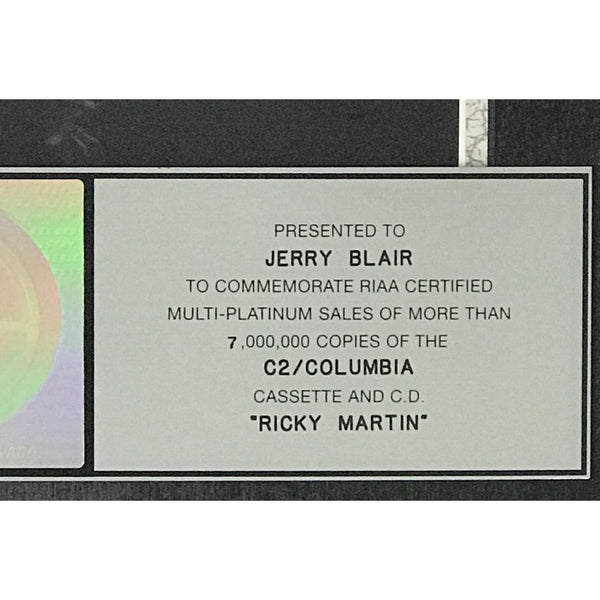 PRESENTED TO
JERRY BLAIR
TO COMMEMORATE RIAA CERTIFIED
MULTI-PLATINUM SALES OF MORE THAN
7,000,000 COPIES OF THE
C2/COLUMBIA
CASSETTE AND C.D.
"RICKY MARTIN"